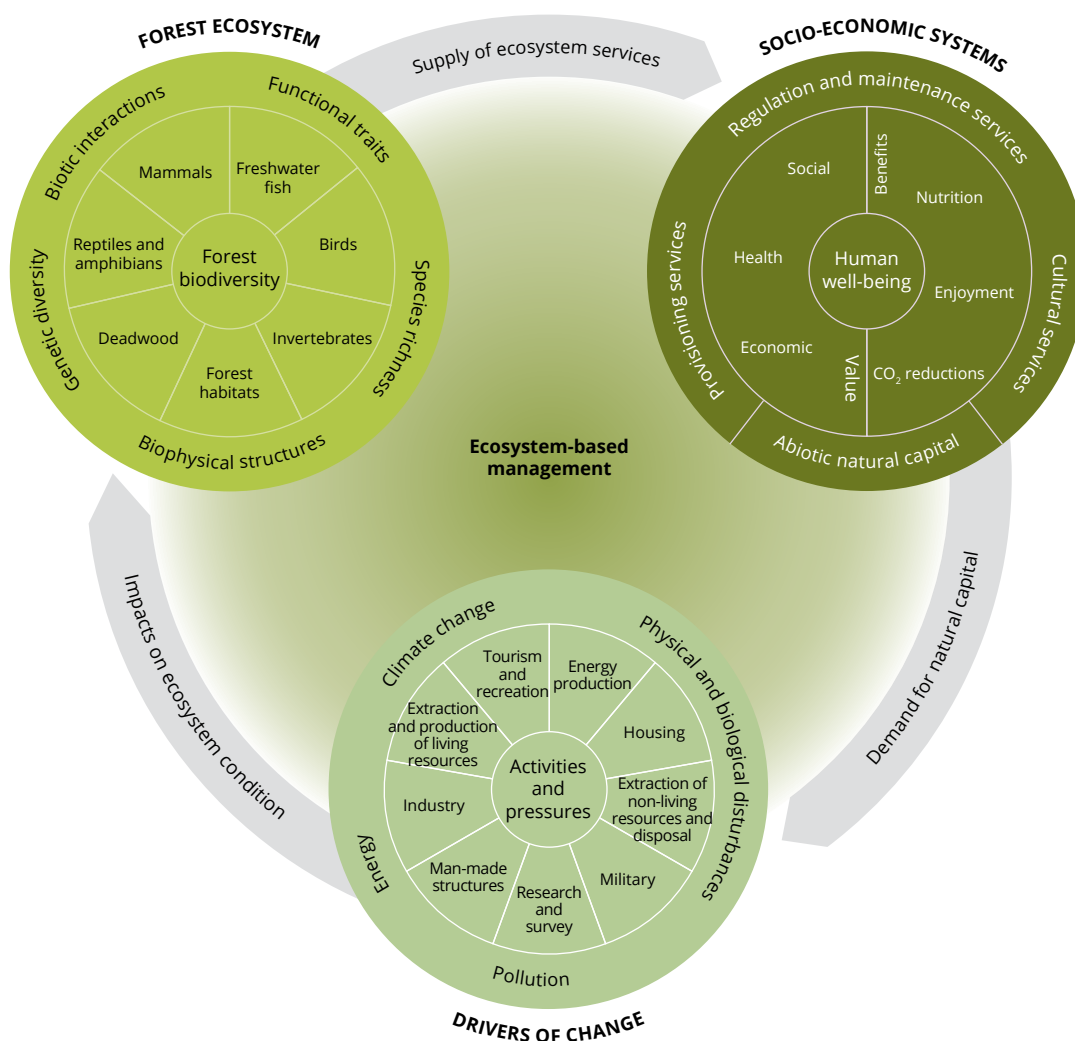 FOREST ECOSYSTEM
Supply of ecosystem services
SOCIO-ECONOMIC SYSTEMS
Biotic interactions
Functional traits
Species richness
Biophysical structures
Genetic diversity
Mammals
Freshwater
fish
Birds
Invertebrates
Forest
habitats
Deadwood
Reptiles and
amphibians
Forest
biodiversity
Regulation and maintenance services
Cultural services
Abiotic natural capital
Provisioning services
Social
Benefits
Nutrition
Health
Enjoyment
Economic
Value
CO₂ reductions
Human
well-being
Ecosystem-based
management
Impacts on ecosystem condition
Demand for natural capital
Climate change
Physical and biological disturbances
Energy
Pollution
Tourism
and
recreation
Energy
production
Housing
Extraction of
non-living
resources and
disposal
Military
Research
and
survey
Man-made
structures
Industry
Extraction
and production
of living
resources
Activities
and
pressures
DRIVERS OF CHANGE